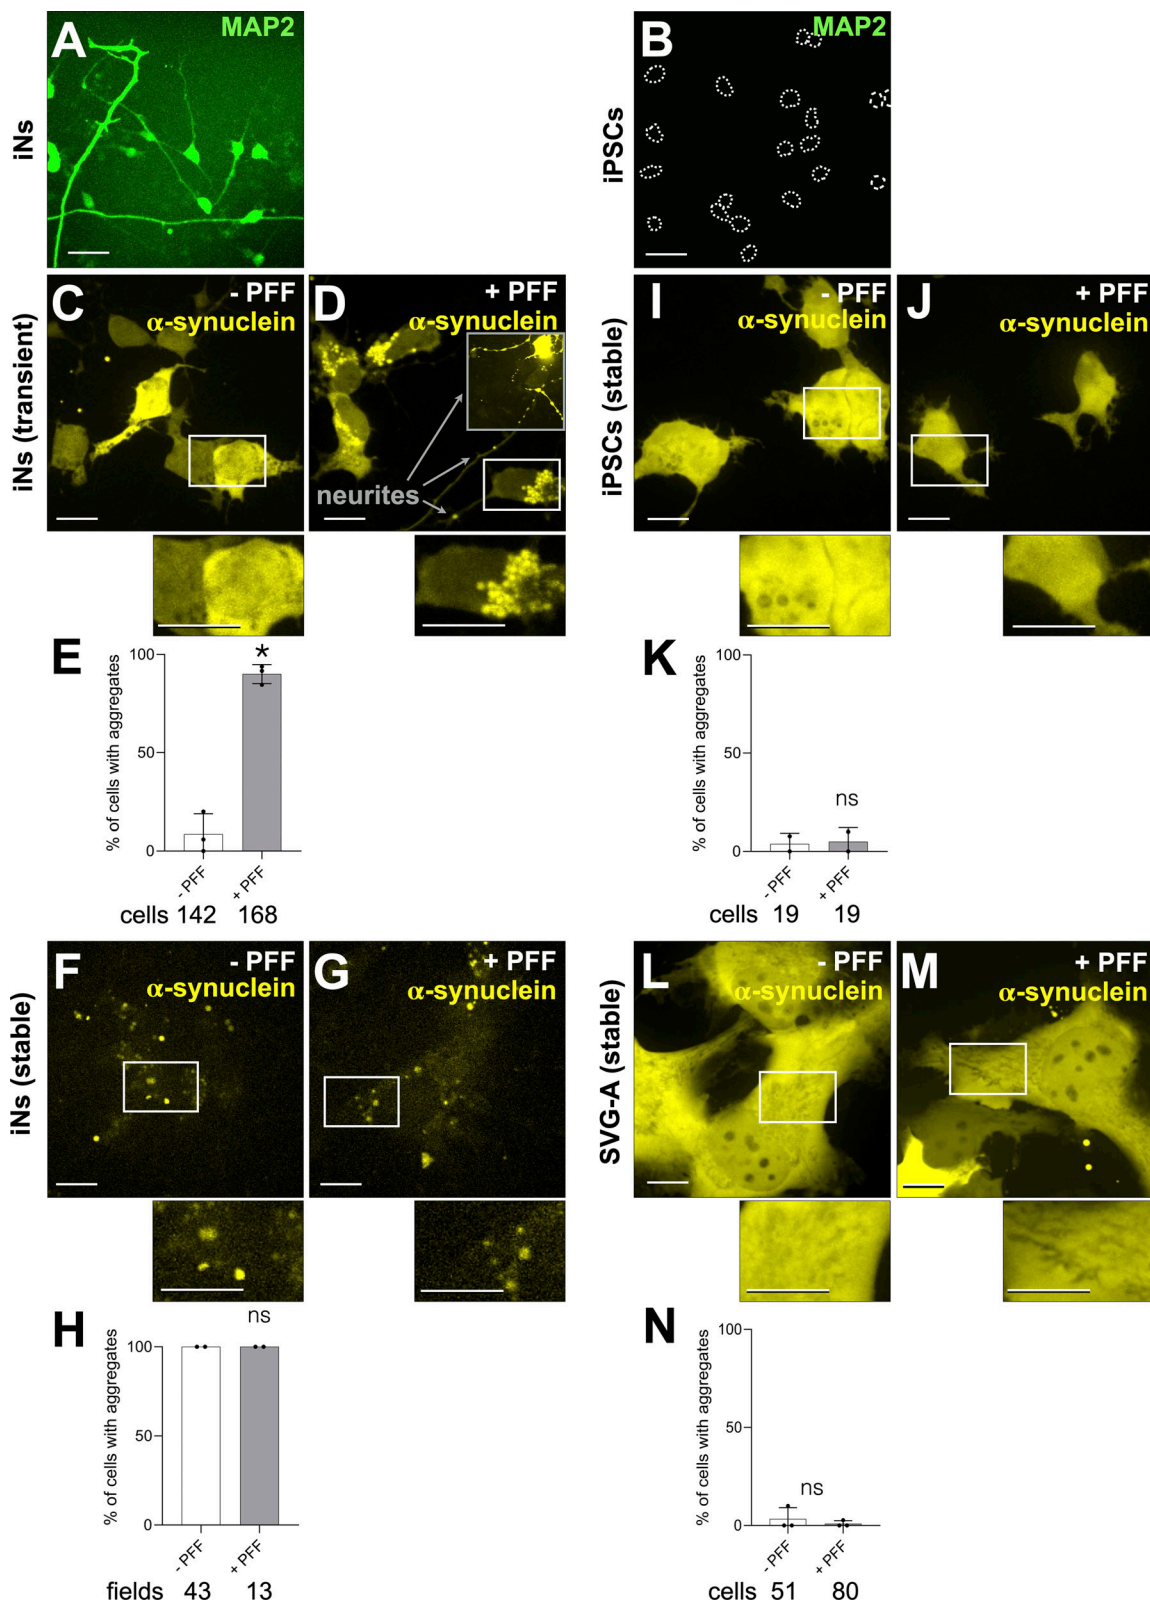 A
MAP2
iNs
B
MAP2
iPSCs
C
- PFF
α-synuclein
iNs (transient)
D
+ PFF
α-synuclein
neurites
I
- PFF
α-synuclein
iPSCs (stable)
J
+ PFF
α-synuclein
E
% of cells with aggregates
100
50
0
*
- PFF
+ PFF
cells 142 168
K
% of cells with aggregates
100
50
0
ns
- PFF
+ PFF
cells 19 19
F
- PFF
α-synuclein
iNs (stable)
G
+ PFF
α-synuclein
L
- PFF
α-synuclein
SVG-A (stable)
M
+ PFF
α-synuclein
H
% of cells with aggregates
100
50
0
ns
- PFF
+ PFF
fields 43 13
N
% of cells with aggregates
100
50
0
ns
- PFF
+ PFF
cells 51 80